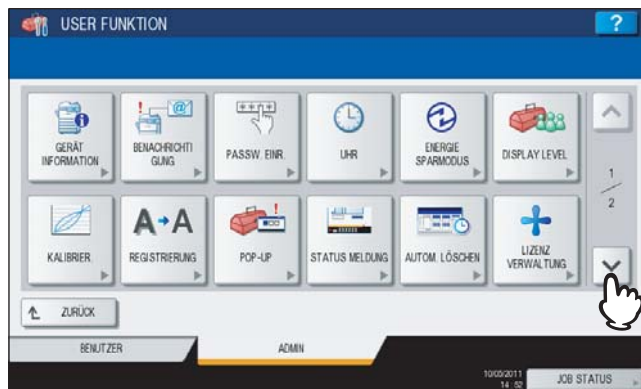 USER FUNKTION
?
GERÄT
INFORMATION
BENACHRICHTI
GUNG
PASSW. EINR.
UHR
ENERGIE
SPARMODUS
DISPLAY LEVEL
1
2
KALIBRIER.
A→A
REGISTRIERUNG
POP-UP
STATUS MELDUNG
AUTOM. LÖSCHEN
LIZENZ
VERWALTUNG
ZURÜCK
BENUTZER
ADMIN
10/03/2011
14 : 52
JOB STATUS